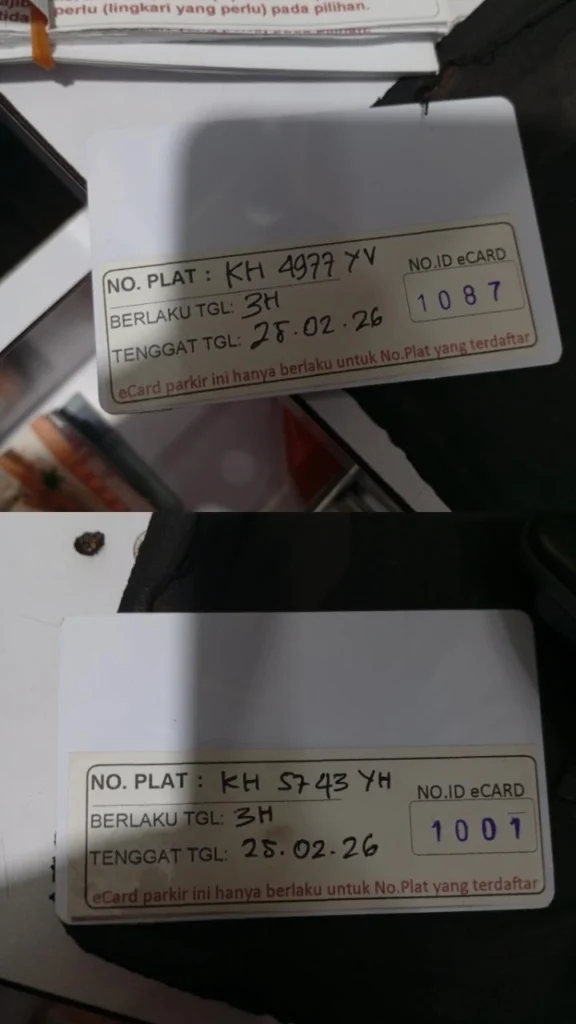 perlu (lingkari yang perlu) pada pilihan.
NO. PLAT : KH 4977 YV
NO.ID eCARD
BERLAKU TGL: 3H
1087
TENGGAT TGL: 28.02.26
eCard parkir ini hanya berlaku untuk No.Plat yang terdaftar
NO. PLAT : KH 5743 YH
NO.ID eCARD
BERLAKU TGL: 3H
1001
TENGGAT TGL: 28.02.26
eCard parkir ini hanya berlaku untuk No.Plat yang terdaftar